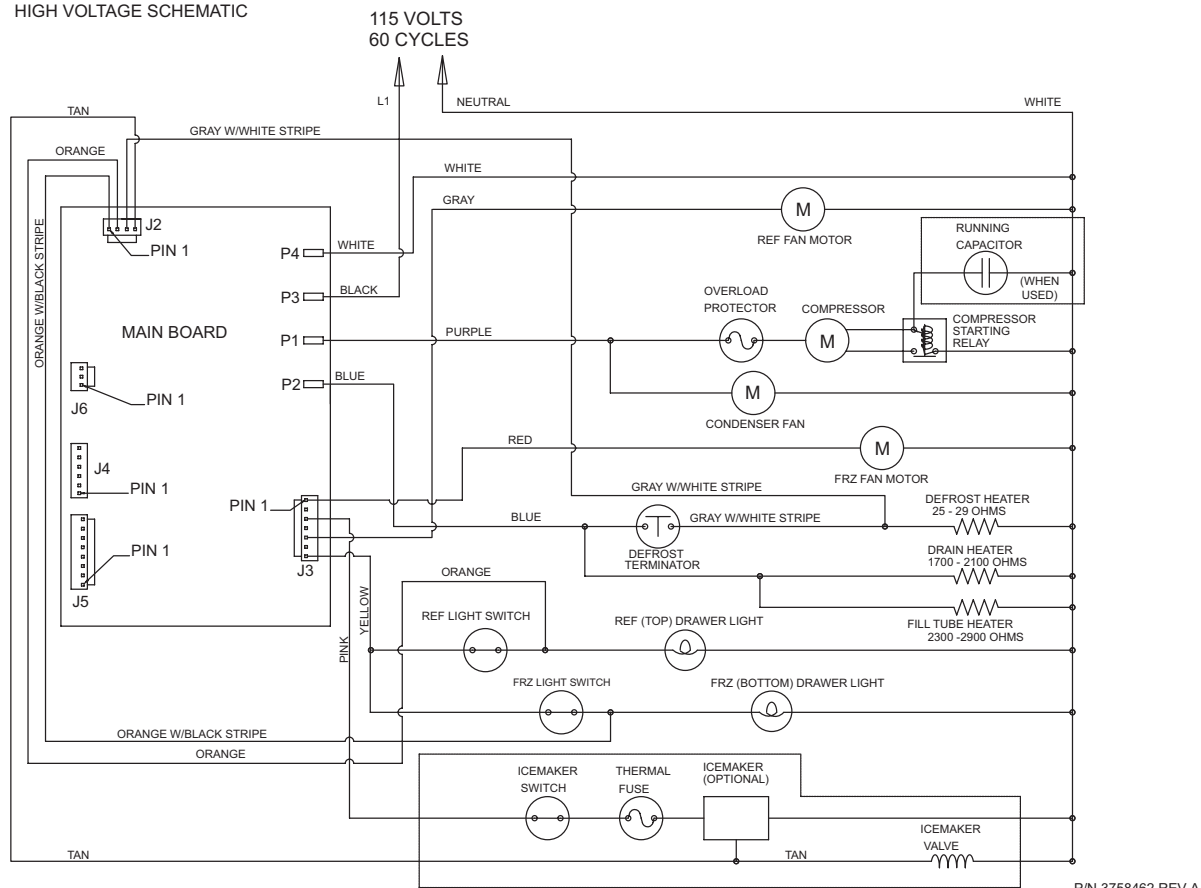 HIGH VOLTAGE SCHEMATIC
115 VOLTS
60 CYCLES
L1
NEUTRAL
WHITE
TAN
GRAY W/WHITE STRIPE
ORANGE
WHITE
GRAY
M
REF FAN MOTOR
ORANGE W/BLACK STRIPE
J2
PIN 1
P4
WHITE
RUNNING
CAPACITOR
(WHEN
USED)
P3
BLACK
OVERLOAD
PROTECTOR
COMPRESSOR
M
COMPRESSOR
STARTING
RELAY
MAIN BOARD
P1
PURPLE
P2
BLUE
M
CONDENSER FAN
J6
PIN 1
RED
M
FRZ FAN MOTOR
J4
PIN 1
PIN 1
J3
GRAY W/WHITE STRIPE
BLUE
DEFROST
TERMINATOR
GRAY W/WHITE STRIPE
DEFROST HEATER
25 - 29 OHMS
DRAIN HEATER
1700 - 2100 OHMS
FILL TUBE HEATER
2300 -2900 OHMS
PIN 1
J5
ORANGE
YELLOW
PINK
REF LIGHT SWITCH
REF (TOP) DRAWER LIGHT
FRZ LIGHT SWITCH
FRZ (BOTTOM) DRAWER LIGHT
ORANGE W/BLACK STRIPE
ORANGE
ICEMAKER
SWITCH
THERMAL
FUSE
ICEMAKER
(OPTIONAL)
ICEMAKER
VALVE
TAN
TAN
P/N 3758462 REV A